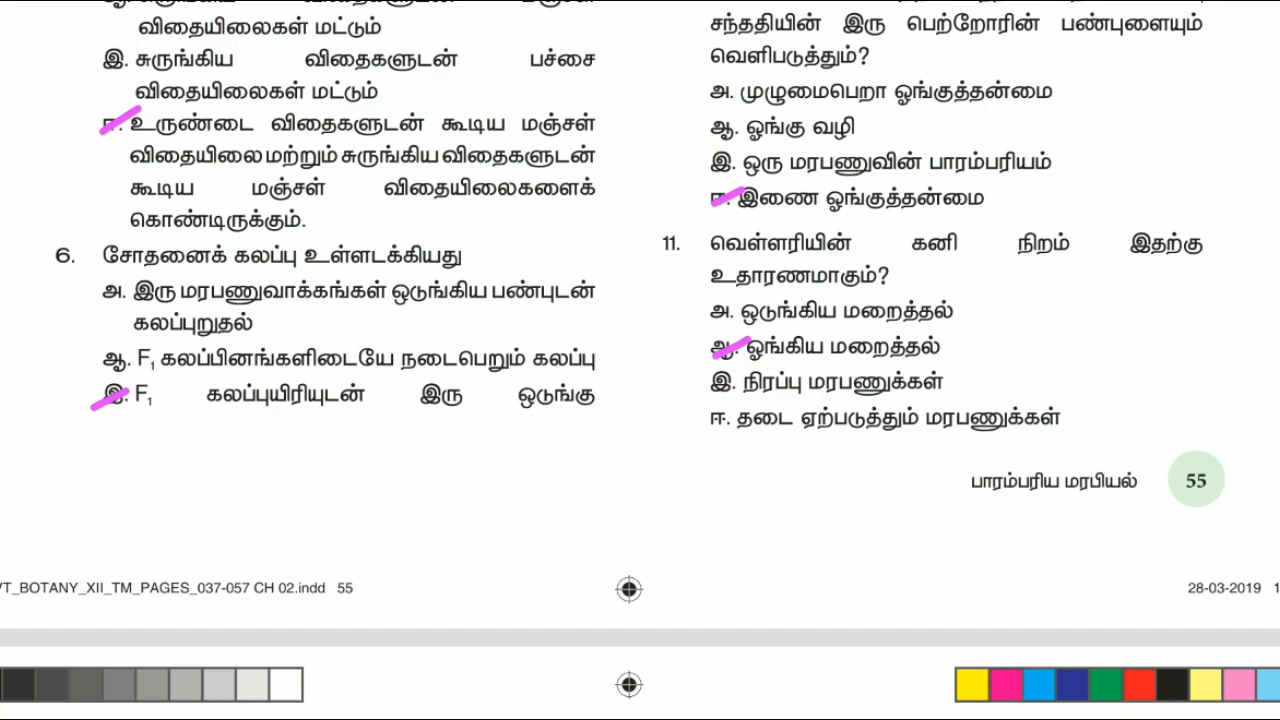 விதையிலைகள் மட்டும்
இ. சுருங்கிய விதைகளுடன் பச்சை
விதையிலைகள் மட்டும்
ஈ. உருண்டை விதைகளுடன் கூடிய மஞ்சள்
விதையிலை மற்றும் சுருங்கிய விதைகளுடன்
கூடிய மஞ்சள் விதையிலைகளைக்
கொண்டிருக்கும்.
6. சோதனைக் கலப்பு உள்ளடக்கியது
அ. இரு மரபணுவாக்கங்கள் ஒடுங்கிய பண்புடன்
கலப்புறுதல்
ஆ. F₁ கலப்பினங்களிடையே நடைபெறும் கலப்பு
இ. F₁ கலப்புயிரியுடன் இரு ஒடுங்கு
சந்ததியின் இரு பெற்றோரின் பண்புளையும்
வெளிபடுத்தும்?
அ. முழுமைபெறா ஓங்குத்தன்மை
ஆ. ஓங்கு வழி
இ. ஒரு மரபணுவின் பாரம்பரியம்
ஈ. இணை ஓங்குத்தன்மை
11. வெள்ளரியின் கனி நிறம் இதற்கு
உதாரணமாகும்?
அ. ஒடுங்கிய மறைத்தல்
ஆ. ஓங்கிய மறைத்தல்
இ. நிரப்பு மரபணுக்கள்
ஈ. தடை ஏற்படுத்தும் மரபணுக்கள்
பாரம்பரிய மரபியல் 55
VT_BOTANY_XII_TM_PAGES_037-057 CH 02.indd 55
28-03-2019 1